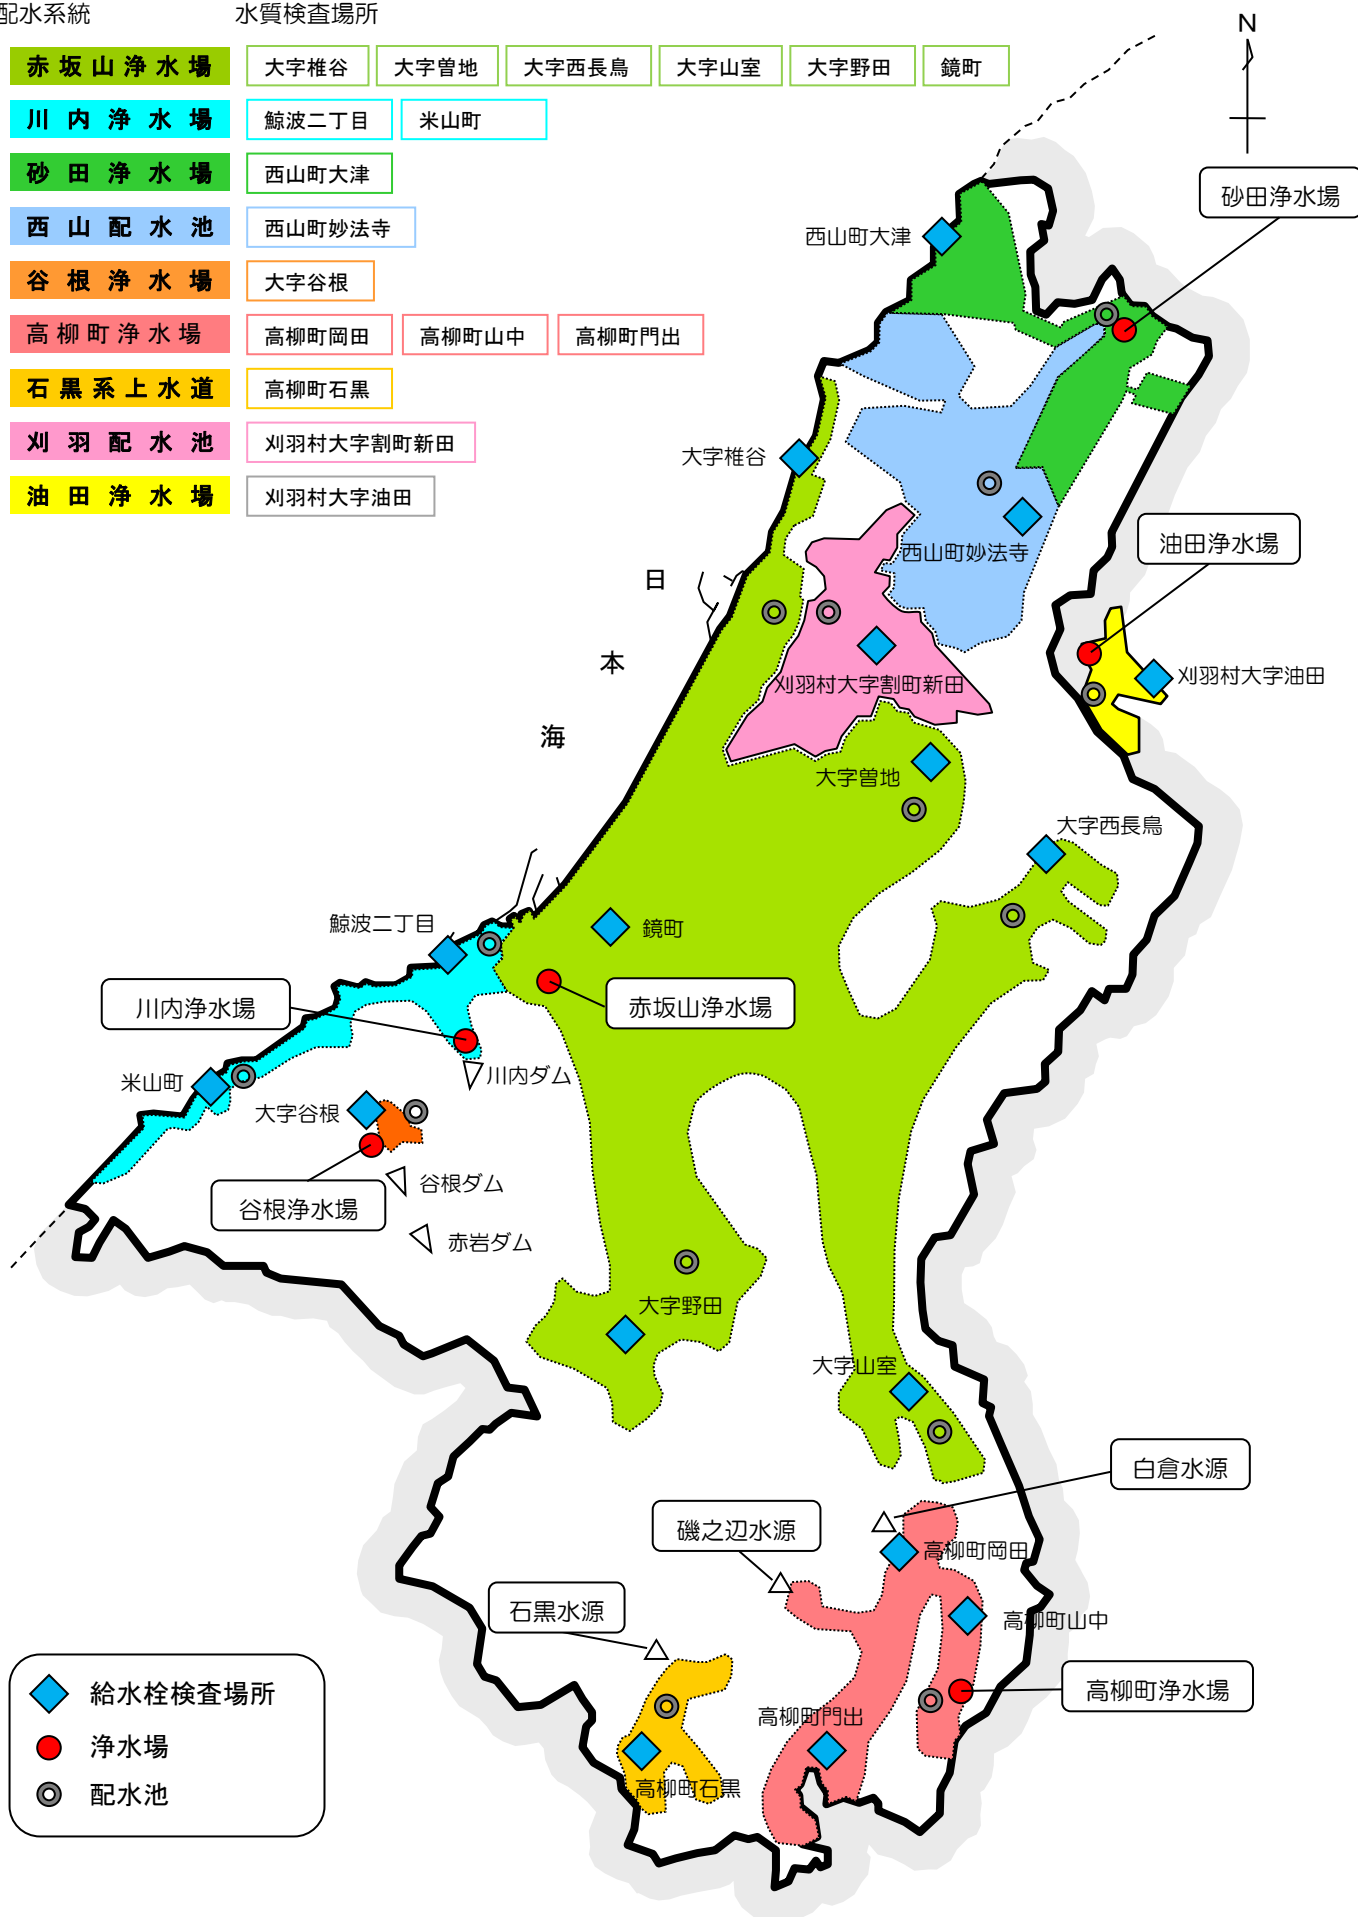 配水系統 水質検査場所
赤坂山浄水場 大字椎谷 大字曽地 大字西長鳥 大字山室 大字野田 鏡町
川内浄水場 鯨波二丁目 米山町
砂田浄水場 西山町大津
西山配水池 西山町妙法寺
谷根浄水場 大字谷根
高柳町浄水場 高柳町岡田 高柳町山中 高柳町門出
石黒系上水道 高柳町石黒
刈羽配水池 刈羽村大字割町新田
油田浄水場 刈羽村大字油田
N
砂田浄水場
西山町大津
大字椎谷
西山町妙法寺
油田浄水場
日
本
海
刈羽村大字割町新田
刈羽村大字油田
大字曽地
大字西長鳥
鯨波二丁目
鏡町
川内浄水場
赤坂山浄水場
川内ダム
米山町
大字谷根
谷根ダム
谷根浄水場
赤岩ダム
大字野田
大字山室
白倉水源
磯之辺水源
高柳町岡田
石黒水源
高柳町山中
高柳町浄水場
高柳町門出
高柳町石黒
給水栓検査場所
浄水場
配水池